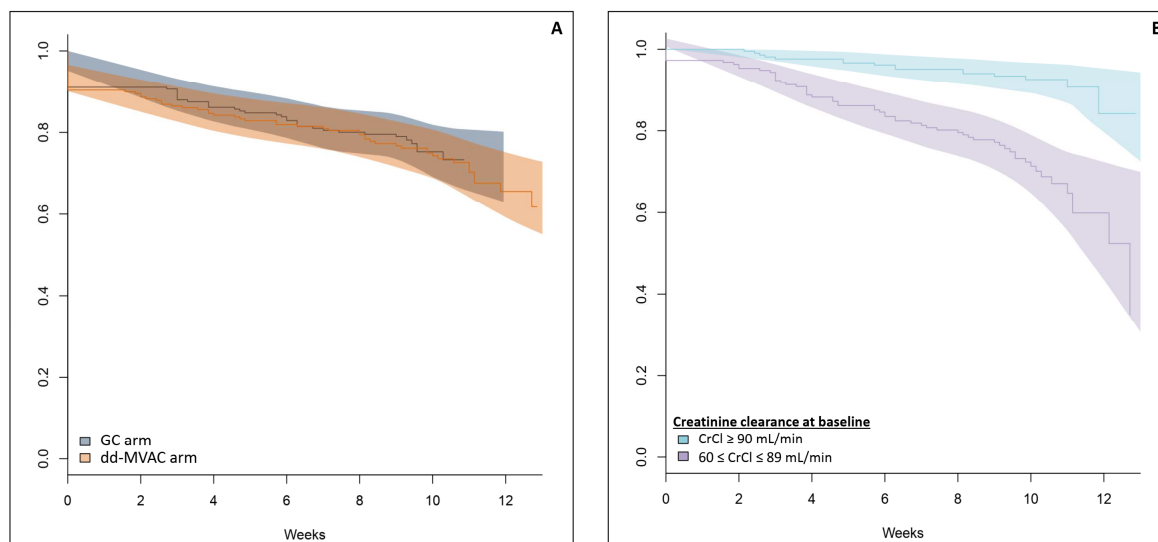 A
1.0
0.8
0.6
0.4
0.2
0.0
GC arm
dd-MVAC arm
0 2 4 6 8 10 12
Weeks
B
1.0
0.8
0.6
0.4
0.2
0.0
Creatinine clearance at baseline
CrCl ≥ 90 mL/min
60 ≤ CrCl ≤ 89 mL/min
0 2 4 6 8 10 12
Weeks